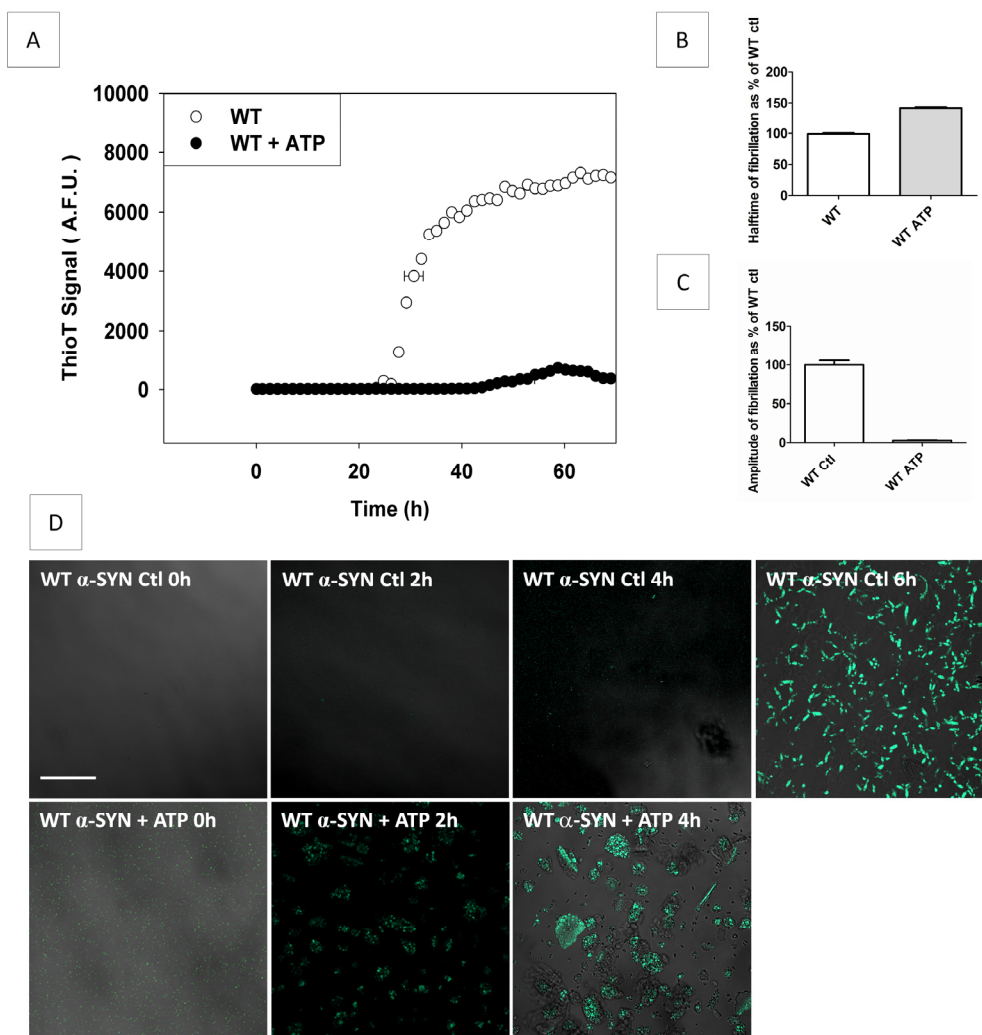 A
10000
8000
6000
4000
2000
0
ThioT Signal ( A.F.U. )
WT
WT + ATP
0
20
40
60
Time (h)
B
Halftime of fibrillation as % of WT ctl
200
150
100
50
0
WT
WT ATP
C
Amplitude of fibrillation as % of WT ctl
150
100
50
0
WT Ctl
WT ATP
D
WT α-SYN Ctl 0h
WT α-SYN Ctl 2h
WT α-SYN Ctl 4h
WT α-SYN Ctl 6h
WT α-SYN + ATP 0h
WT α-SYN + ATP 2h
WT α-SYN + ATP 4h